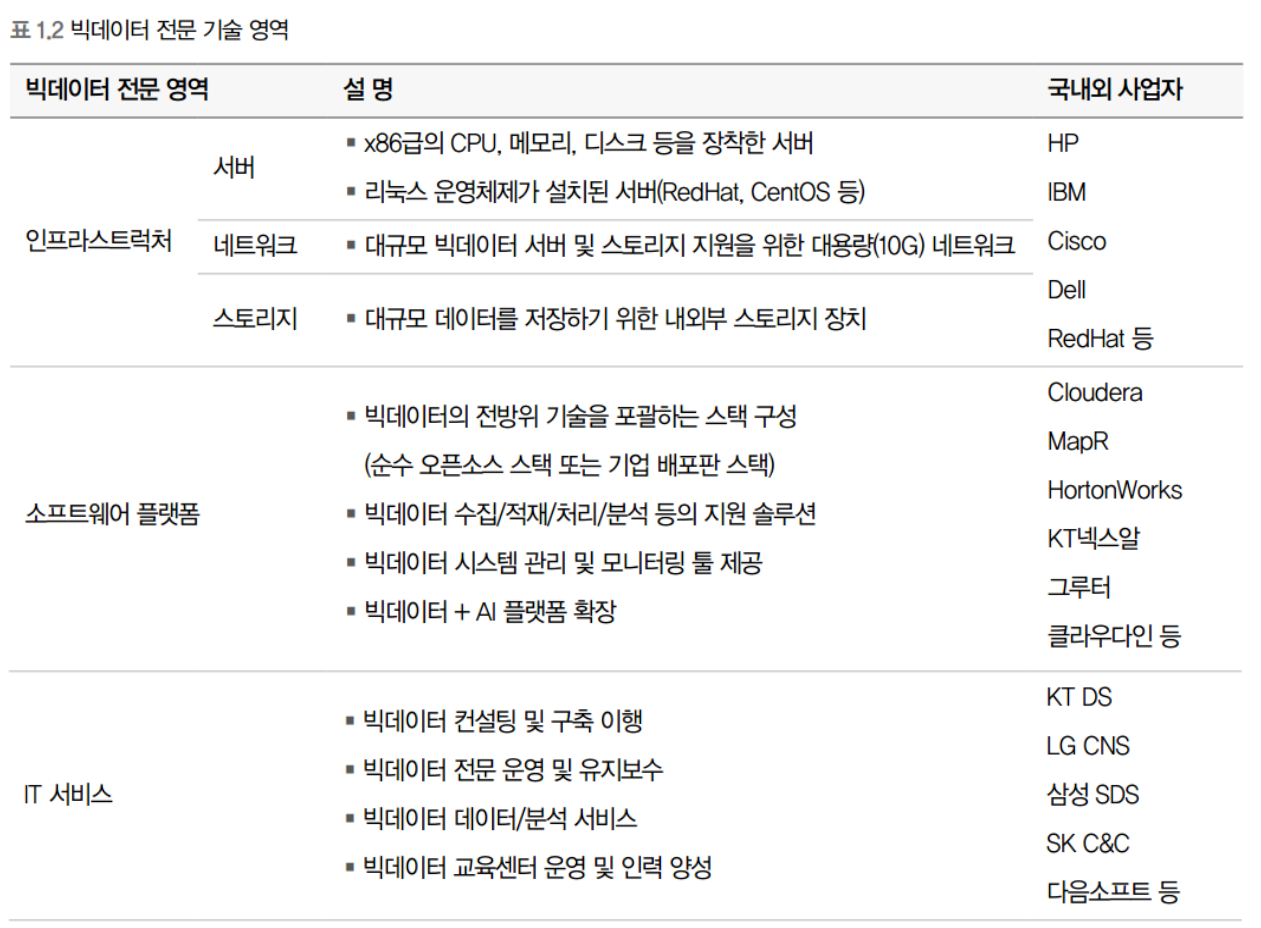 표 1.2 빅데이터 전문 기술 영역
빅데이터 전문 영역 설 명 국내외 사업자
인프라스트럭처
서버
▪ x86급의 CPU, 메모리, 디스크 등을 장착한 서버
▪ 리눅스 운영체제가 설치된 서버(RedHat, CentOS 등)
네트워크
▪ 대규모 빅데이터 서버 및 스토리지 지원을 위한 대용량(10G) 네트워크
스토리지
▪ 대규모 데이터를 저장하기 위한 내외부 스토리지 장치
HP
IBM
Cisco
Dell
RedHat 등
소프트웨어 플랫폼
▪ 빅데이터의 전방위 기술을 포괄하는 스택 구성
(순수 오픈소스 스택 또는 기업 배포판 스택)
▪ 빅데이터 수집/적재/처리/분석 등의 지원 솔루션
▪ 빅데이터 시스템 관리 및 모니터링 툴 제공
▪ 빅데이터 + AI 플랫폼 확장
Cloudera
MapR
HortonWorks
KT넥스알
그루터
클라우다인 등
IT 서비스
▪ 빅데이터 컨설팅 및 구축 이행
▪ 빅데이터 전문 운영 및 유지보수
▪ 빅데이터 데이터/분석 서비스
▪ 빅데이터 교육센터 운영 및 인력 양성
KT DS
LG CNS
삼성 SDS
SK C&C
다음소프트 등